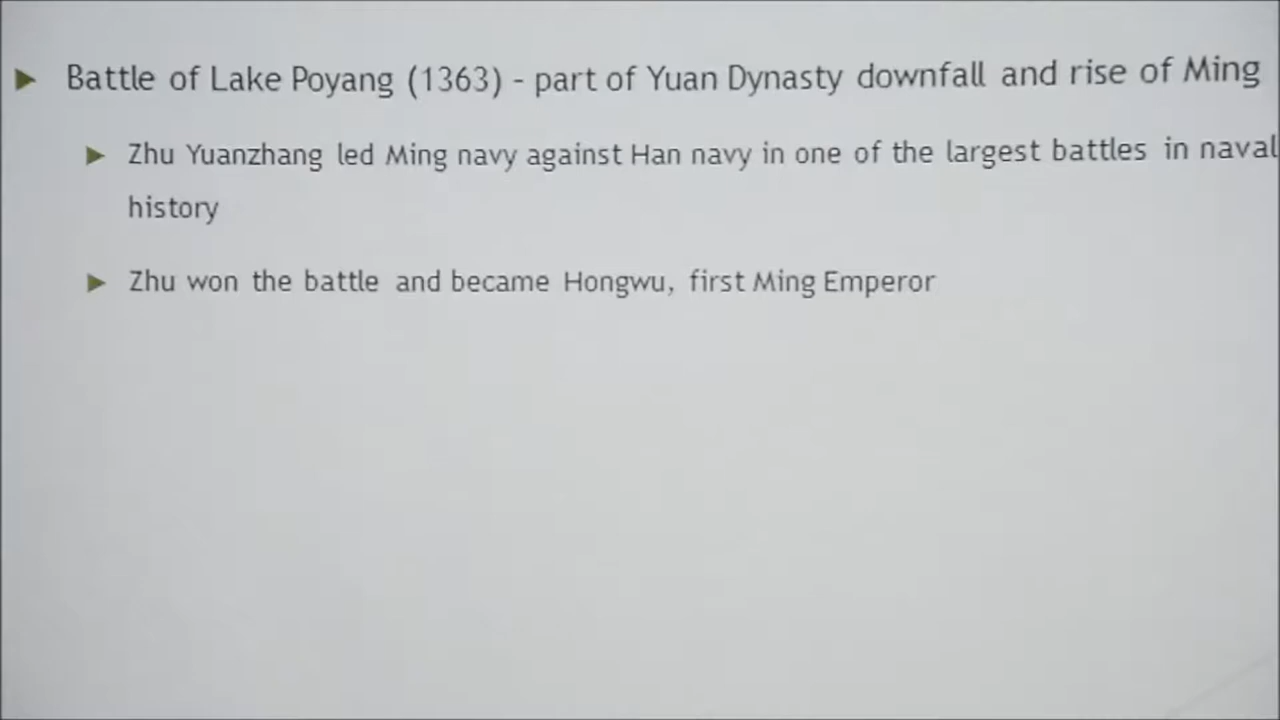 Battle of Lake Poyang (1363) - part of Yuan Dynasty downfall and rise of Ming
Zhu Yuanzhang led Ming navy against Han navy in one of the largest battles in naval
history
Zhu won the battle and became Hongwu, first Ming Emperor